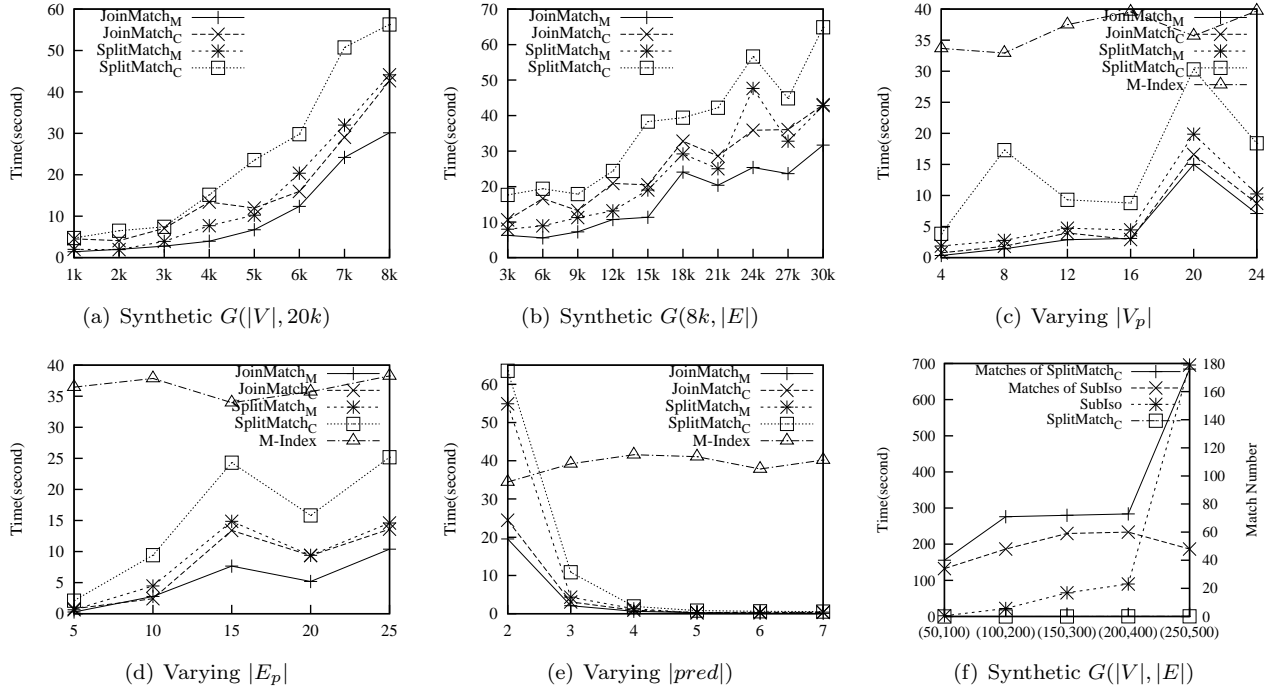 JoinMatch_M
JoinMatch_C
SplitMatch_M
SplitMatch_C
Time(second)
60
50
40
30
20
10
0
1k 2k 3k 4k 5k 6k 7k 8k
(a) Synthetic G(|V|, 20k)
JoinMatch_M
JoinMatch_C
SplitMatch_M
SplitMatch_C
Time(second)
70
60
50
40
30
20
10
0
3k 6k 9k 12k 15k 18k 21k 24k 27k 30k
(b) Synthetic G(8k, |E|)
JoinMatch_M
JoinMatch_C
SplitMatch_M
SplitMatch_C
M-Index
Time(second)
40
35
30
25
20
15
10
5
0
4 8 12 16 20 24
(c) Varying |V_p|
JoinMatch_M
JoinMatch_C
SplitMatch_M
SplitMatch_C
M-Index
Time(second)
40
35
30
25
20
15
10
5
0
5 10 15 20 25
(d) Varying |E_p|
JoinMatch_M
JoinMatch_C
SplitMatch_M
SplitMatch_C
M-Index
Time(second)
60
50
40
30
20
10
0
2 3 4 5 6 7
(e) Varying |pred|)
Matches of SplitMatch_C
Matches of SubIso
SubIso
SplitMatch_C
Time(second)
700
600
500
400
300
200
100
0
180
160
140
120
100
80
60
40
20
0
Match Number
(50,100) (100,200) (150,300) (200,400) (250,500)
(f) Synthetic G(|V|, |E|)